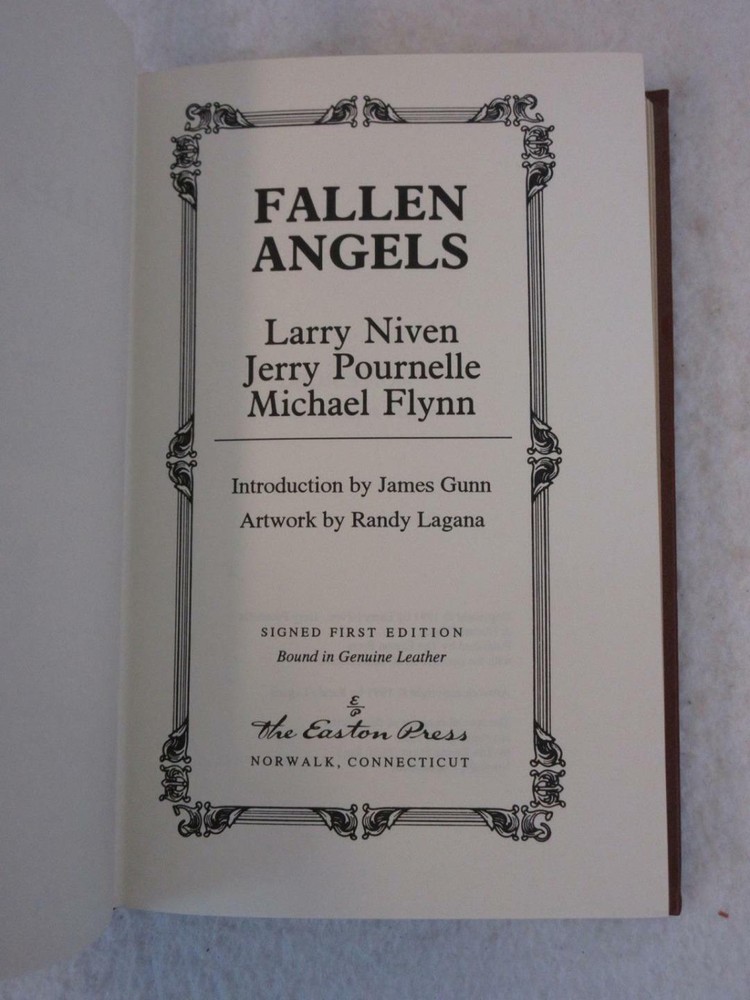 FALLEN
ANGELS
Larry Niven
Jerry Pournelle
Michael Flynn
Introduction by James Gunn
Artwork by Randy Lagana
SIGNED FIRST EDITION
Bound in Genuine Leather
E
P
The Easton Press
NORWALK, CONNECTICUT